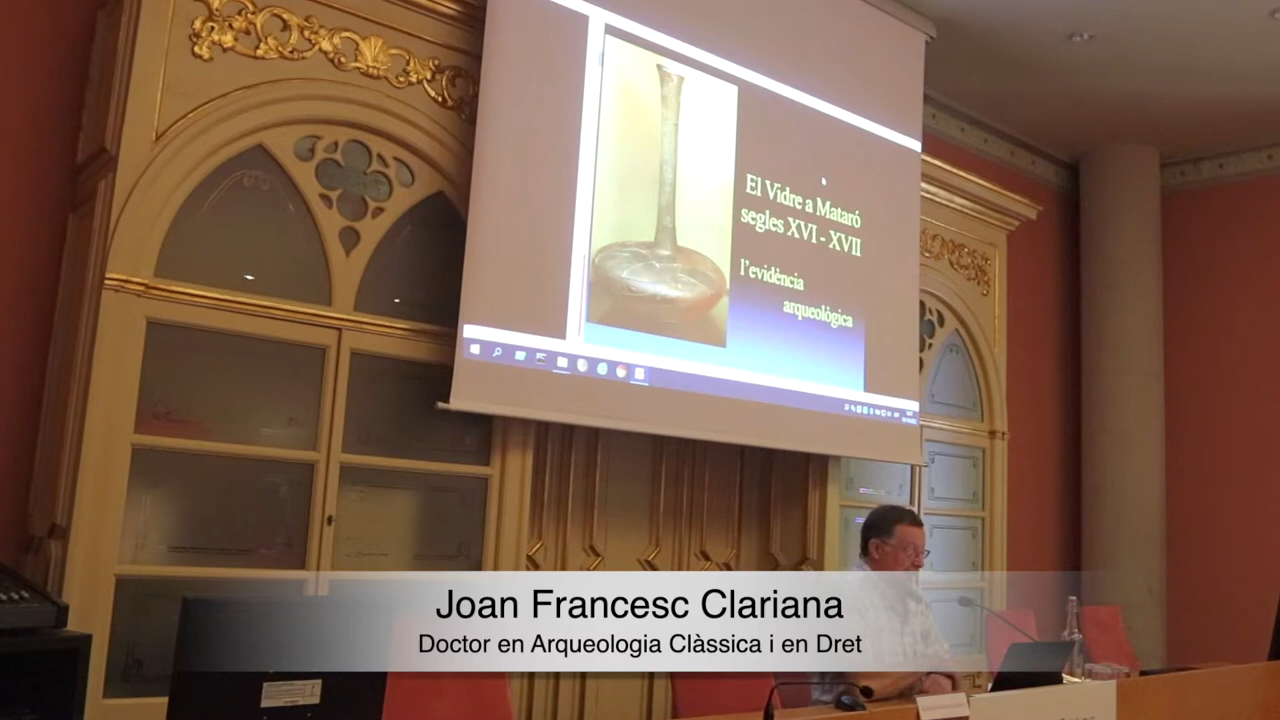 El Vidre a Mataró
segles XVI - XVII
l'evidència
arqueològica
Joan Francesc Clariana
Doctor en Arqueologia Clàssica i en Dret